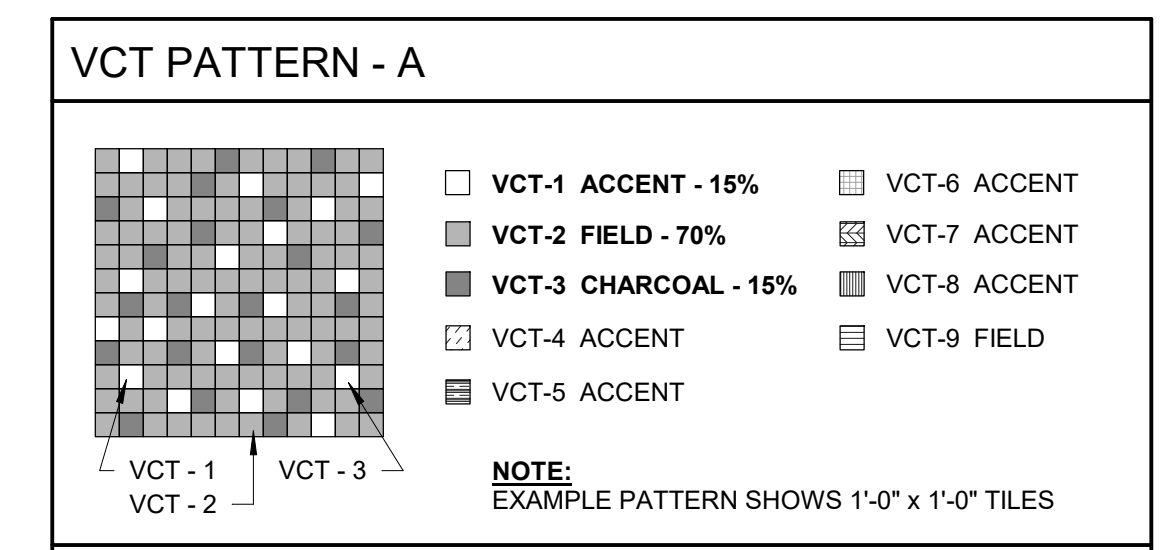 VCT PATTERN - A
VCT-1 ACCENT - 15%
VCT-2 FIELD - 70%
VCT-3 CHARCOAL - 15%
VCT-4 ACCENT
VCT-5 ACCENT
VCT-6 ACCENT
VCT-7 ACCENT
VCT-8 ACCENT
VCT-9 FIELD
VCT - 1
VCT - 3
VCT - 2
NOTE:
EXAMPLE PATTERN SHOWS 1'-0" x 1'-0" TILES